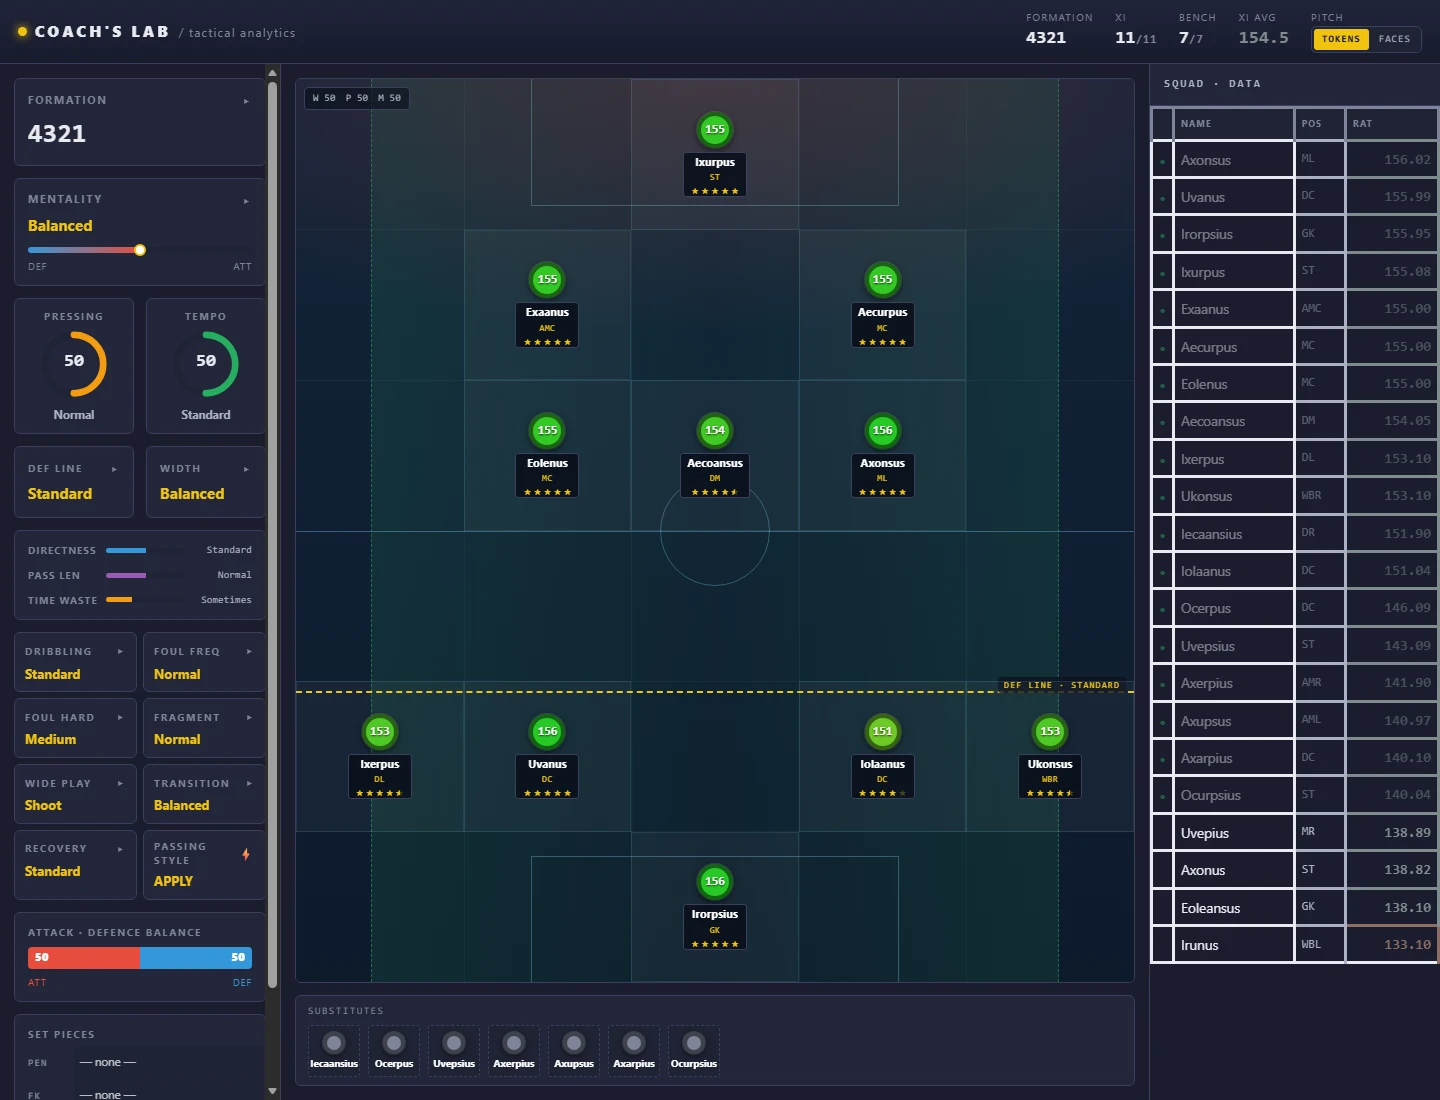 COACH'S LAB / tactical analytics
FORMATION
4321
XI
11/11
BENCH
7/7
XI AVG
154.5
PITCH
TOKENS FACES
FORMATION
4321
MENTALITY
Balanced
DEF ATT
PRESSING
50
Normal
TEMPO
50
Standard
DEF LINE
Standard
WIDTH
Balanced
DIRECTNESS Standard
PASS LEN Normal
TIME WASTE Sometimes
DRIBBLING
Standard
FOUL FREQ
Normal
FOUL HARD
Medium
FRAGMENT
Normal
WIDE PLAY
Shoot
TRANSITION
Balanced
RECOVERY
Standard
PASSING
STYLE
APPLY
ATTACK · DEFENCE BALANCE
50 50
ATT DEF
SET PIECES
PEN — none —
FK — none —
W 50 P 50 M 50
155
Ixurpus
ST
155
Exaanus
AMC
155
Aecurpus
MC
155
Eolenus
MC
154
Aecoansus
DM
156
Axonsus
ML
DEF LINE · STANDARD
153
Ixerpus
DL
156
Uvanus
DC
151
Iolaanus
DC
153
Ukonsus
WBR
156
Irorpsius
GK
SUBSTITUTES
Iecaansius
Ocerpus
Uvepsius
Axerpius
Axupsus
Axarpius
Ocurpsius
SQUAD · DATA
NAME POS RAT
Axonsus ML 156.02
Uvanus DC 155.99
Irorpsius GK 155.95
Ixurpus ST 155.08
Exaanus AMC 155.00
Aecurpus MC 155.00
Eolenus MC 155.00
Aecoansus DM 154.05
Ixerpus DL 153.10
Ukonsus WBR 153.10
Iecaansius DR 151.90
Iolaanus DC 151.04
Ocerpus DC 146.09
Uvepsius ST 143.09
Axerpius AMR 141.90
Axupsus AML 140.97
Axarpius DC 140.10
Ocurpsius ST 140.04
Uvepius MR 138.89
Axonus ST 138.82
Eoleansus GK 138.10
Irunus WBL 133.10